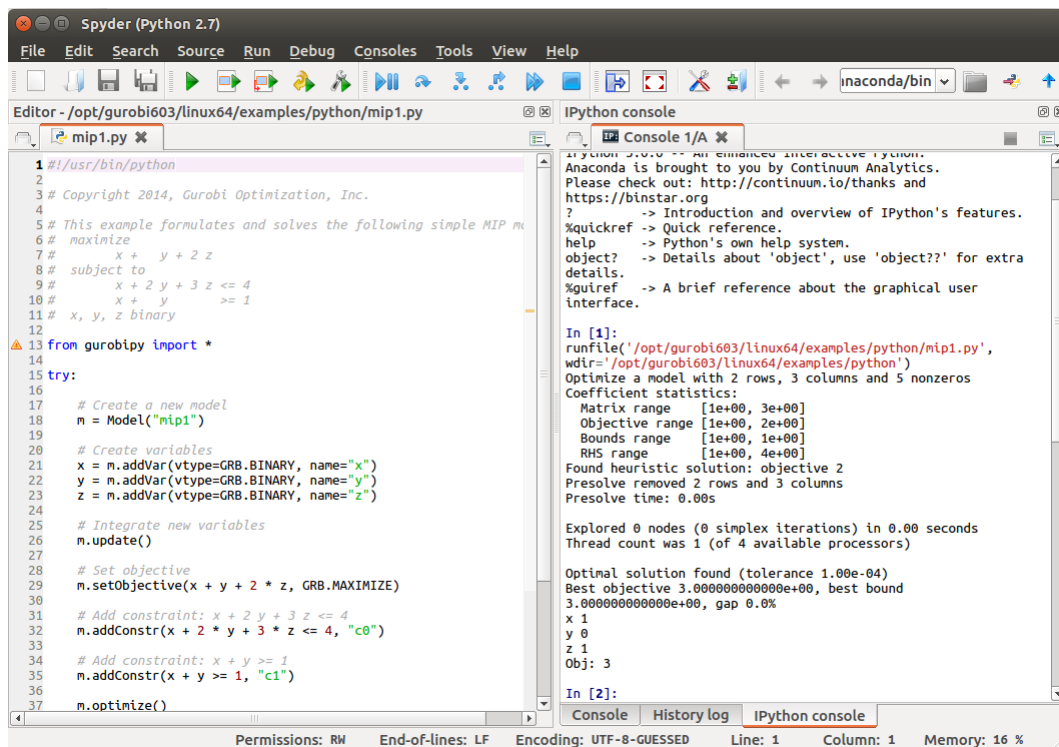 Spyder (Python 2.7)
File Edit Search Source Run Debug Consoles Tools View Help
naconda/bin
Editor - /opt/gurobi603/linux64/examples/python/mip1.py
mip1.py
1 #!/usr/bin/python
2
3 # Copyright 2014, Gurobi Optimization, Inc.
4
5 # This example formulates and solves the following simple MIP mo
6 #  maximize
7 #        x +   y + 2 z
8 #  subject to
9 #        x + 2 y + 3 z <= 4
10 #        x +   y       >= 1
11 #  x, y, z binary
12
13 from gurobipy import *
14
15 try:
16
17     # Create a new model
18     m = Model("mip1")
19
20     # Create variables
21     x = m.addVar(vtype=GRB.BINARY, name="x")
22     y = m.addVar(vtype=GRB.BINARY, name="y")
23     z = m.addVar(vtype=GRB.BINARY, name="z")
24
25     # Integrate new variables
26     m.update()
27
28     # Set objective
29     m.setObjective(x + y + 2 * z, GRB.MAXIMIZE)
30
31     # Add constraint: x + 2 y + 3 z <= 4
32     m.addConstr(x + 2 * y + 3 * z <= 4, "c0")
33
34     # Add constraint: x + y >= 1
35     m.addConstr(x + y >= 1, "c1")
36
37     m.optimize()
IPython console
Console 1/A
IPython 3.0.0 -- An enhanced Interactive Python.
Anaconda is brought to you by Continuum Analytics.
Please check out: http://continuum.io/thanks and
https://binstar.org
?         -> Introduction and overview of IPython's features.
%quickref -> Quick reference.
help      -> Python's own help system.
object?   -> Details about 'object', use 'object??' for extra
details.
%guiref   -> A brief reference about the graphical user
interface.
In [1]:
runfile('/opt/gurobi603/linux64/examples/python/mip1.py',
wdir='/opt/gurobi603/linux64/examples/python')
Optimize a model with 2 rows, 3 columns and 5 nonzeros
Coefficient statistics:
  Matrix range    [1e+00, 3e+00]
  Objective range [1e+00, 2e+00]
  Bounds range    [1e+00, 1e+00]
  RHS range       [1e+00, 4e+00]
Found heuristic solution: objective 2
Presolve removed 2 rows and 3 columns
Presolve time: 0.00s
Explored 0 nodes (0 simplex iterations) in 0.00 seconds
Thread count was 1 (of 4 available processors)
Optimal solution found (tolerance 1.00e-04)
Best objective 3.000000000000e+00, best bound
3.000000000000e+00, gap 0.0%
x 1
y 0
z 1
Obj: 3
In [2]:
Console History log IPython console
Permissions: RW End-of-lines: LF Encoding: UTF-8-GUESSED Line: 1 Column: 1 Memory: 16 %